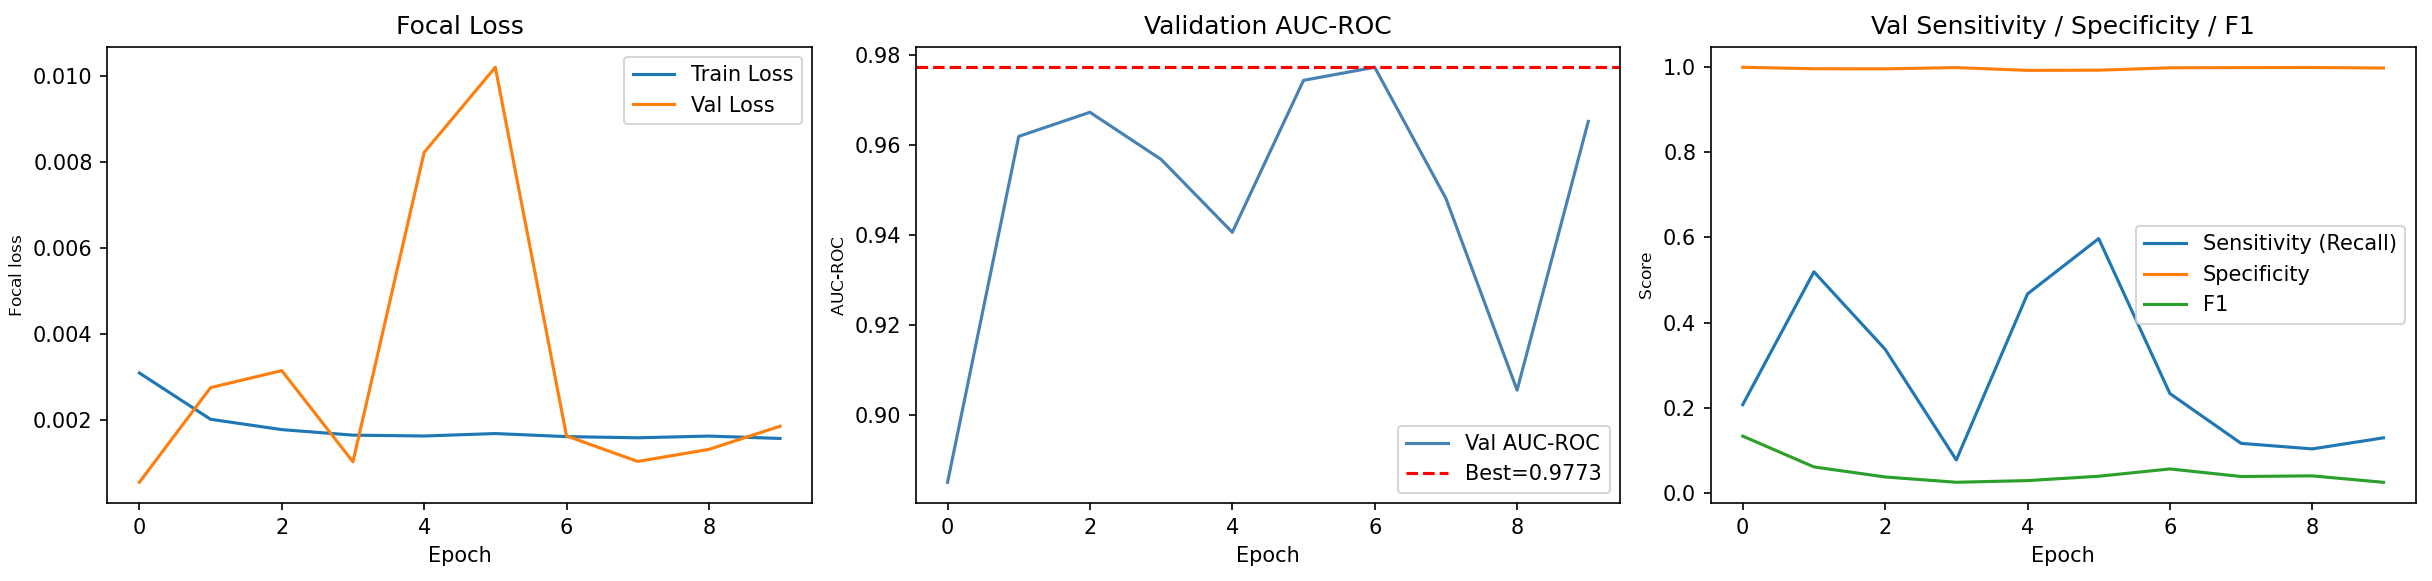 Focal Loss
0.010
0.008
0.006
0.004
0.002
Focal loss
Train Loss
Val Loss
0 2 4 6 8
Epoch
Validation AUC-ROC
0.98
0.96
0.94
0.92
0.90
AUC-ROC
Val AUC-ROC
Best=0.9773
0 2 4 6 8
Epoch
Val Sensitivity / Specificity / F1
1.0
0.8
0.6
0.4
0.2
0.0
Score
Sensitivity (Recall)
Specificity
F1
0 2 4 6 8
Epoch